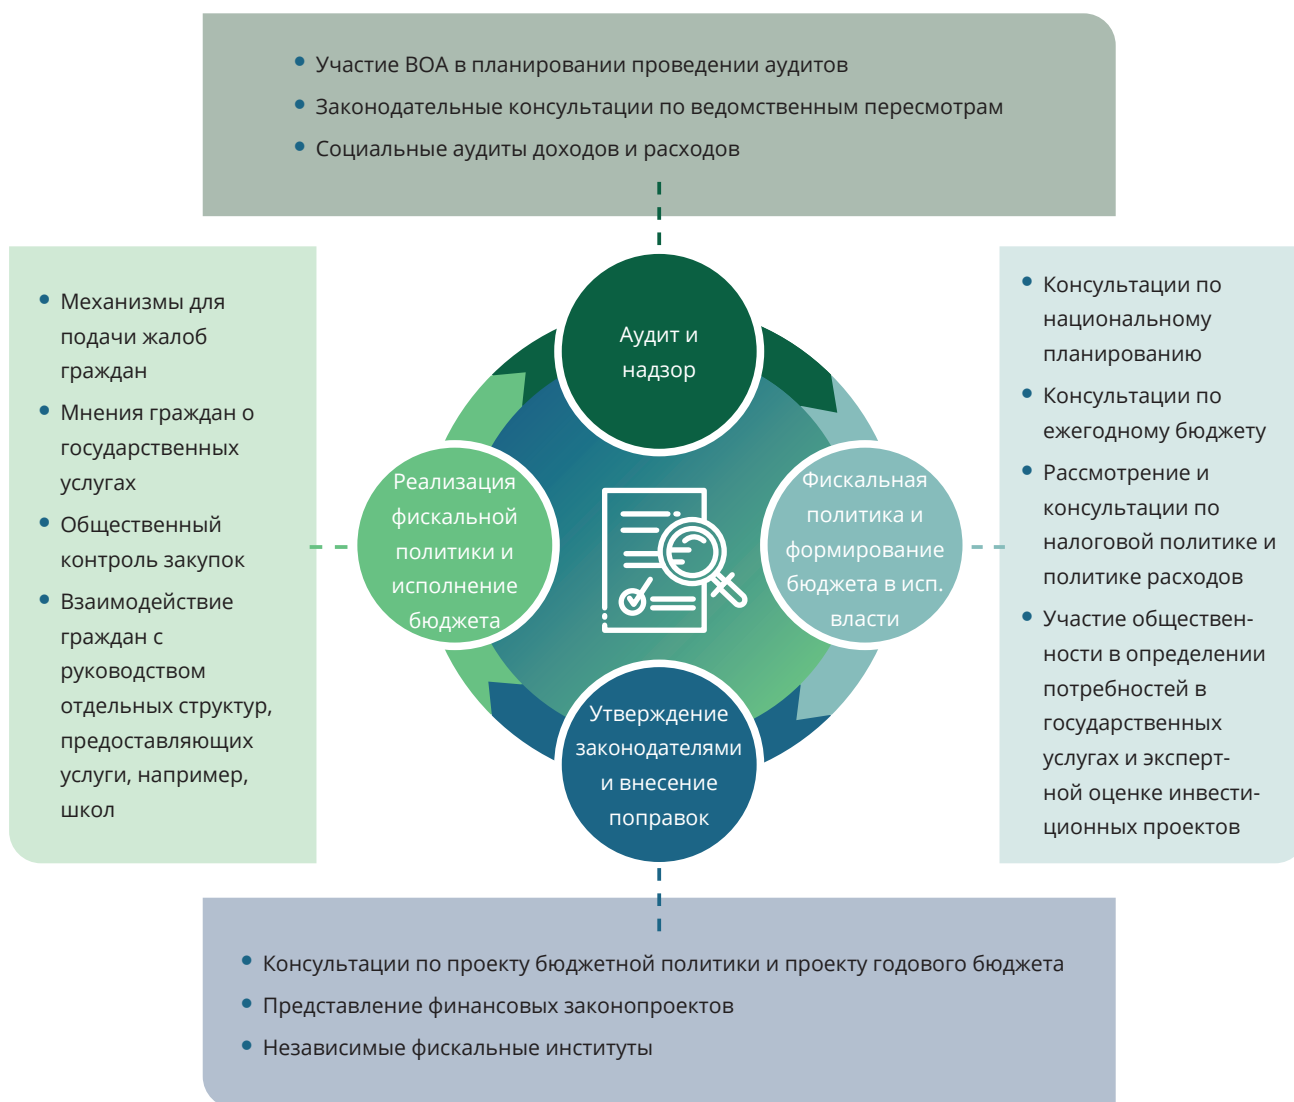 Участие ВОА в планировании проведении аудитов
Законодательные консультации по ведомственным пересмотрам
Социальные аудиты доходов и расходов
Механизмы для
подачи жалоб
граждан
Мнения граждан о
государственных
услугах
Общественный
контроль закупок
Взаимодействие
граждан с
руководством
отдельных структур,
предоставляющих
услуги, например,
школ
Аудит и
надзор
Реализация
фискальной
политики и
исполнение
бюджета
Фискальная
политика и
формирование
бюджета в исп.
власти
Утверждение
законодателями
и внесение
поправок
Консультации по
национальному
планированию
Консультации по
ежегодному бюджету
Рассмотрение и
консультации по
налоговой политике и
политике расходов
Участие обществен-
ности в определении
потребностей в
государственных
услугах и эксперт-
ной оценке инвести-
ционных проектов
Консультации по проекту бюджетной политики и проекту годового бюджета
Представление финансовых законопроектов
Независимые фискальные институты